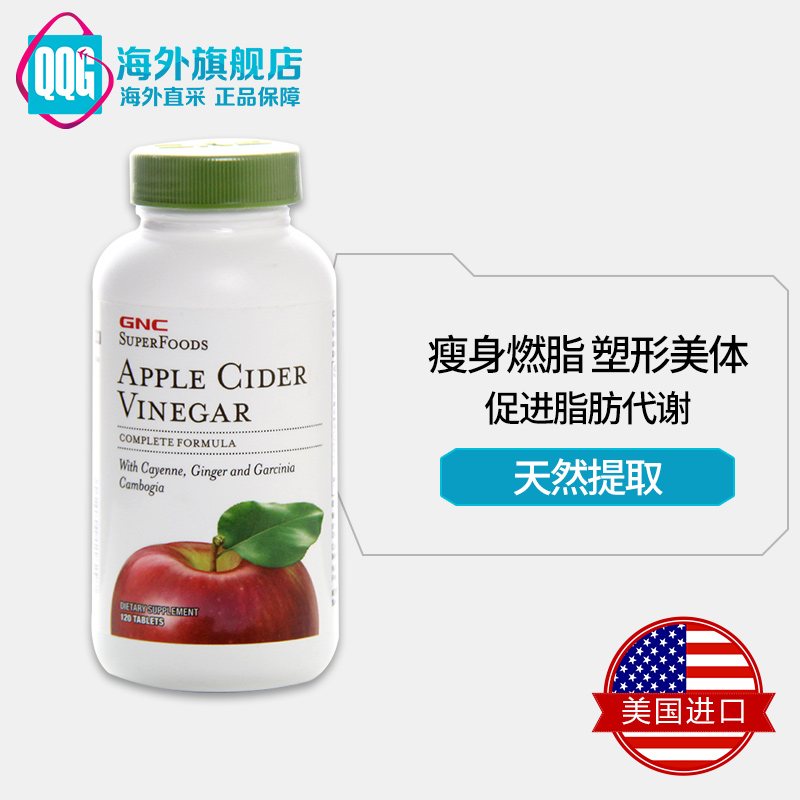 QQG
海外旗舰店
海外直采 正品保障
GNC
SUPERFOODS
APPLE CIDER
VINEGAR
COMPLETE FORMULA
With Cayenne, Ginger and Garcinia
Cambogia
DIETARY SUPPLEMENT
120 TABLETS
瘦身燃脂 塑形美体
促进脂肪代谢
天然提取
美国进口